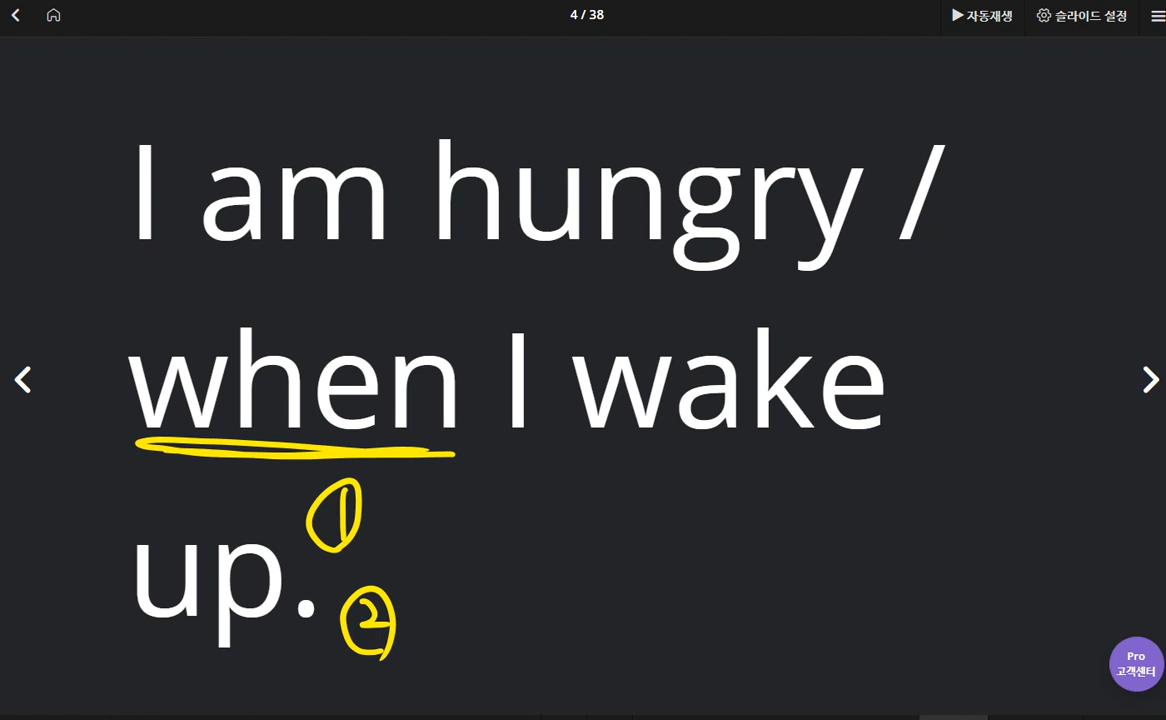 4 / 38
▶ 자동재생
슬라이드 설정
I am hungry /
when I wake
①
up.
②
Pro
고객센터